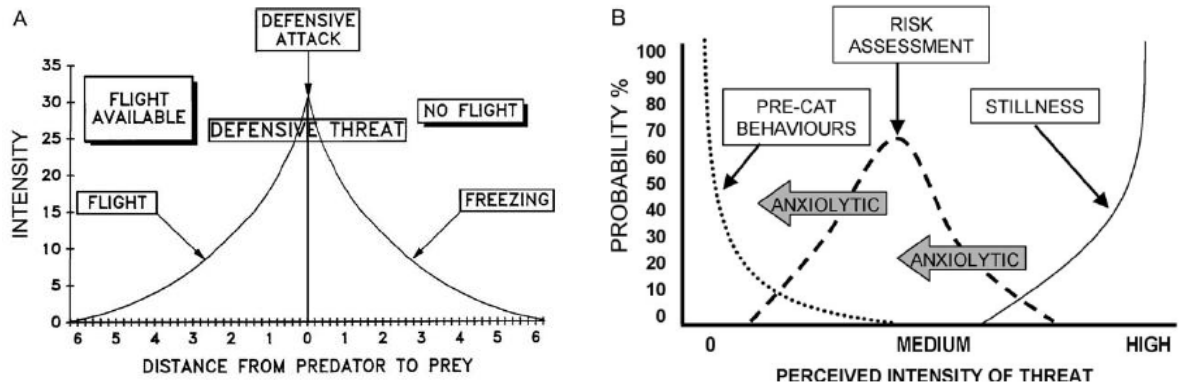 A
DEFENSIVE
ATTACK
35
30
25
20
15
10
5
0
INTENSITY
FLIGHT
AVAILABLE
NO FLIGHT
DEFENSIVE THREAT
FLIGHT
FREEZING
6 5 4 3 2 1 0 1 2 3 4 5 6
DISTANCE FROM PREDATOR TO PREY
B
RISK
ASSESSMENT
100
90
80
70
60
50
40
30
20
10
0
PROBABILITY %
PRE-CAT
BEHAVIOURS
STILLNESS
ANXIOLYTIC
ANXIOLYTIC
0 MEDIUM HIGH
PERCEIVED INTENSITY OF THREAT